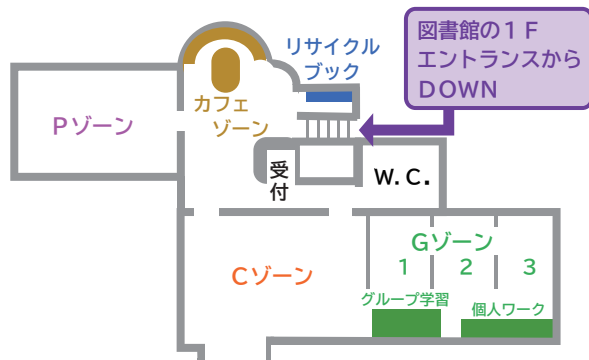 図書館の１Ｆ
エントランスから
ＤＯＷＮ
リサイクル
ブック
カフェ
ゾーン
Ｐゾーン
受付
Ｗ.Ｃ.
Ｇゾーン
１ ２ ３
Ｃゾーン
グループ学習
個人ワーク